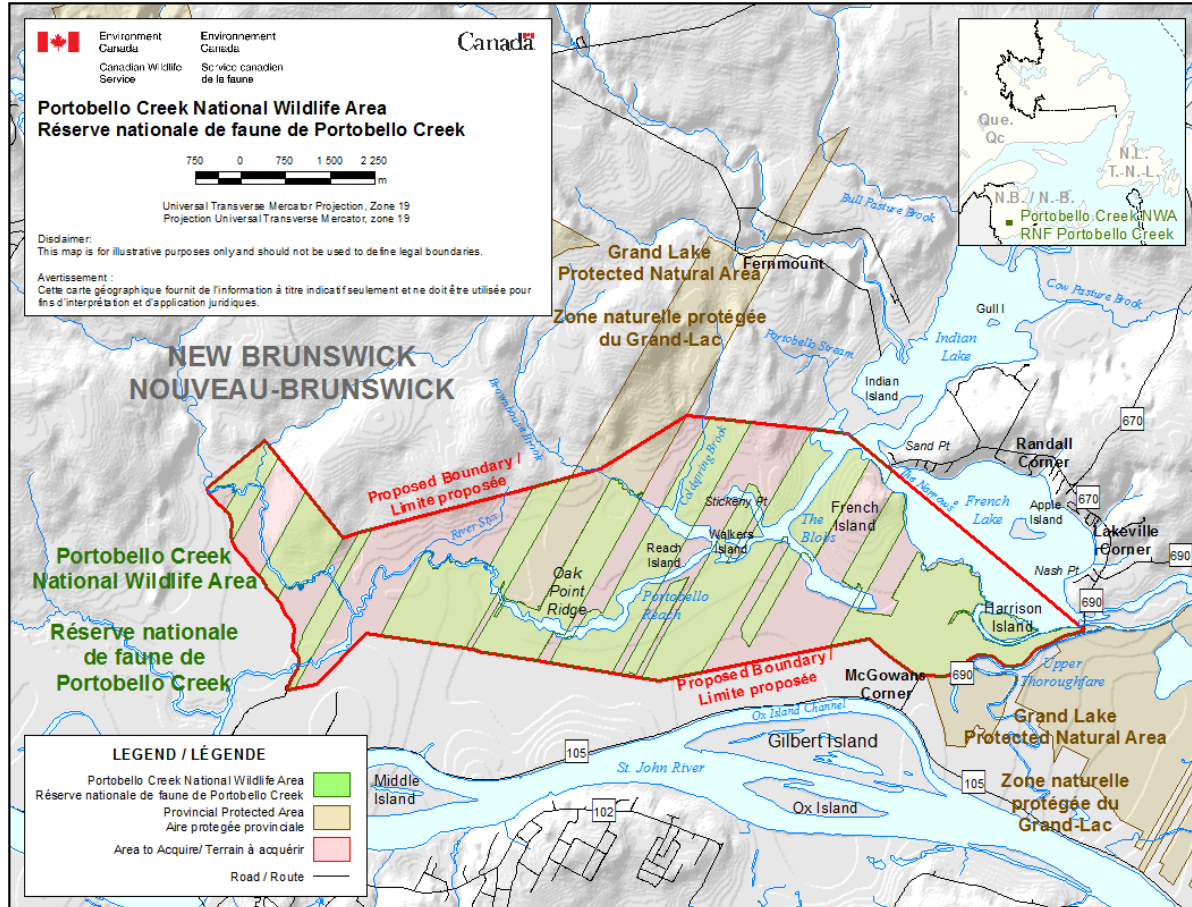 Environment
Canada
Environnement
Canada
Canadian Wildlife
Service
Service canadien
de la faune
Canada
Portobello Creek National Wildlife Area
Réserve nationale de faune de Portobello Creek
750 0 750 1 500 2 250
m
Universal Transverse Mercator Projection, Zone 19
Projection Universal Transverse Mercator, zone 19
Disclaimer:
This map is for illustrative purposes only and should not be used to define legal boundaries.
Avertissement :
Cette carte géographique fournit de l'information à titre indicatif seulement et ne doit être utilisée pour
fins d'interprétation et d'application juridiques.
Que.
Qc
N.L.
T.-N.-L.
N.B. / N.-B.
Portobello Creek NWA
RNF Portobello Creek
Bull Pasture Brook
Grand Lake
Protected Natural Area
Fernmount
Zone naturelle protégée
du Grand-Lac
Cow Pasture Brook
Gull I
Indian
Lake
Portobello Stream
NEW BRUNSWICK
NOUVEAU-BRUNSWICK
Brownhouse Brook
Indian
Island
670
Sand Pt
Randall
Corner
Coldspring Brook
The Narrows
Proposed Boundary /
Limite proposée
River Styx
Stickeny Pt
French
Island
French
Lake
Apple
Island
670
The
Blobs
Walkers
Island
Lakeville
Corner
690
Reach
Island
Nash Pt
Portobello Creek
National Wildlife Area
Oak
Point
Ridge
Portobello
Reach
690
Harrison
Island
Réserve nationale
de faune de
Portobello Creek
Proposed Boundary /
Limite proposée
McGowans
Corner
690
Upper
Thoroughfare
Ox Island Channel
Grand Lake
Protected Natural Area
Gilbert Island
105
St. John River
Middle
Island
105
Zone naturelle
protégée du
Grand-Lac
Ox Island
102
LEGEND / LÉGENDE
Portobello Creek National Wildlife Area
Réserve nationale de faune de Portobello Creek
Provincial Protected Area
Aire protegée provinciale
Area to Acquire/ Terrain à acquérir
Road / Route